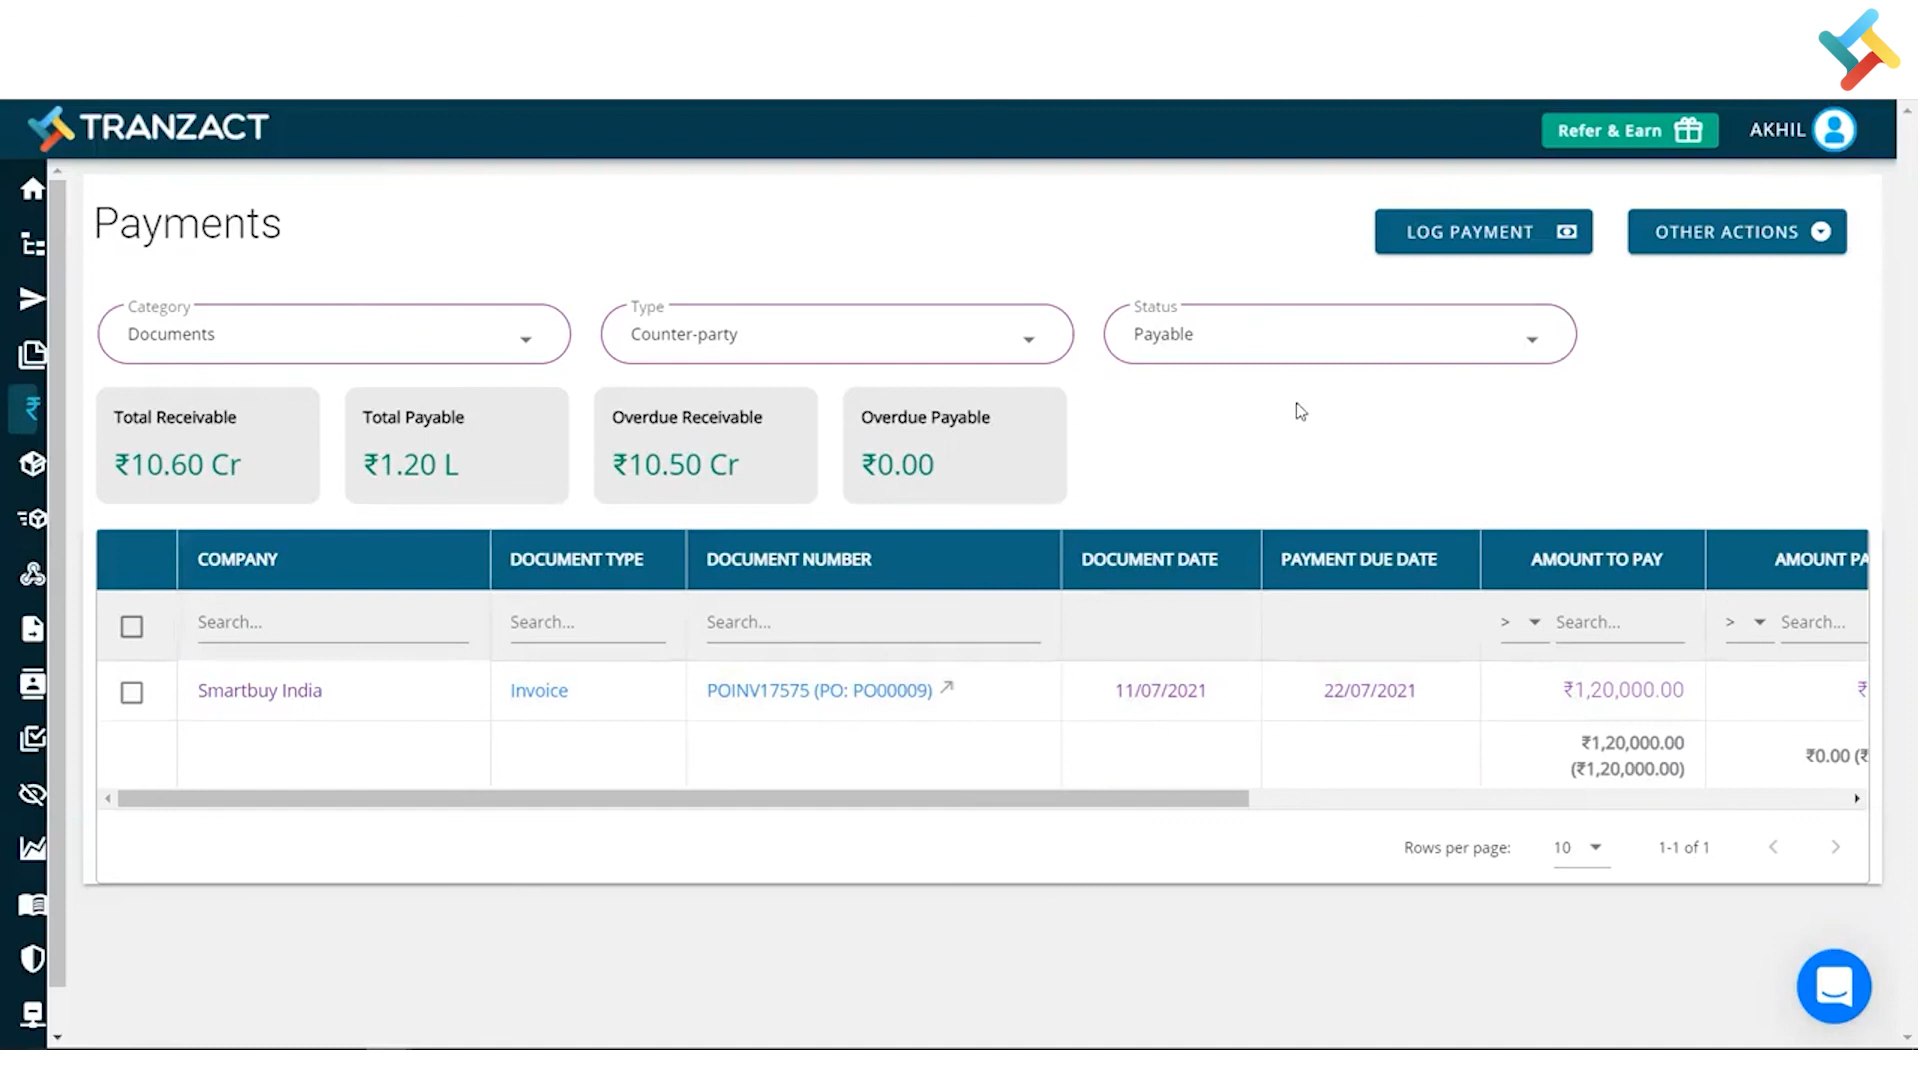 TRANZACT
Refer & Earn
AKHIL
Payments
LOG PAYMENT
OTHER ACTIONS
Category
Documents
Type
Counter-party
Status
Payable
Total Receivable
₹10.60 Cr
Total Payable
₹1.20 L
Overdue Receivable
₹10.50 Cr
Overdue Payable
₹0.00
COMPANY DOCUMENT TYPE DOCUMENT NUMBER DOCUMENT DATE PAYMENT DUE DATE AMOUNT TO PAY AMOUNT PA
Search... Search... Search... > Search... > Search...
Smartbuy India Invoice POINV17575 (PO: PO00009) 11/07/2021 22/07/2021 ₹1,20,000.00 ₹
₹1,20,000.00
(₹1,20,000.00)
₹0.00 (₹
Rows per page: 10 1-1 of 1